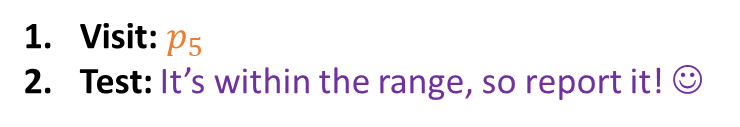 1. Visit: p₅
2. Test: It's within the range, so report it! ☺